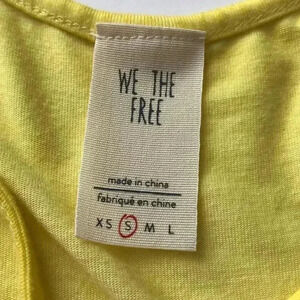 WE THE
FREE
made in china
fabriqué en chine
XS S M L